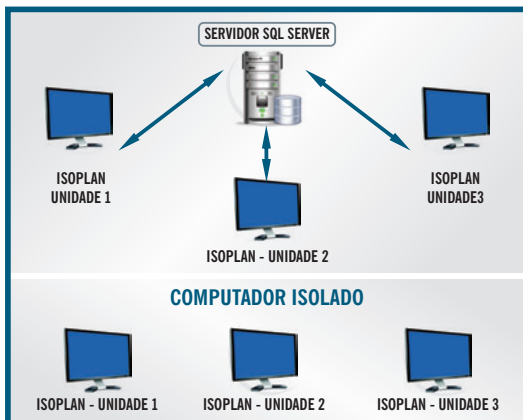 SERVIDOR SQL SERVER
ISOPLAN
UNIDADE 1
ISOPLAN
UNIDADE3
ISOPLAN - UNIDADE 2
COMPUTADOR ISOLADO
ISOPLAN - UNIDADE 1
ISOPLAN - UNIDADE 2
ISOPLAN - UNIDADE 3